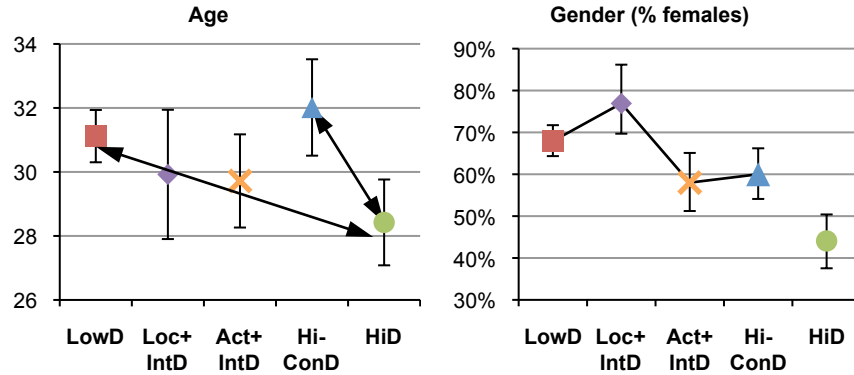 Age
34
32
30
28
26
LowD Loc+ Act+ Hi- HiD
IntD IntD ConD
Gender (% females)
90%
80%
70%
60%
50%
40%
30%
LowD Loc+ Act+ Hi- HiD
IntD IntD ConD